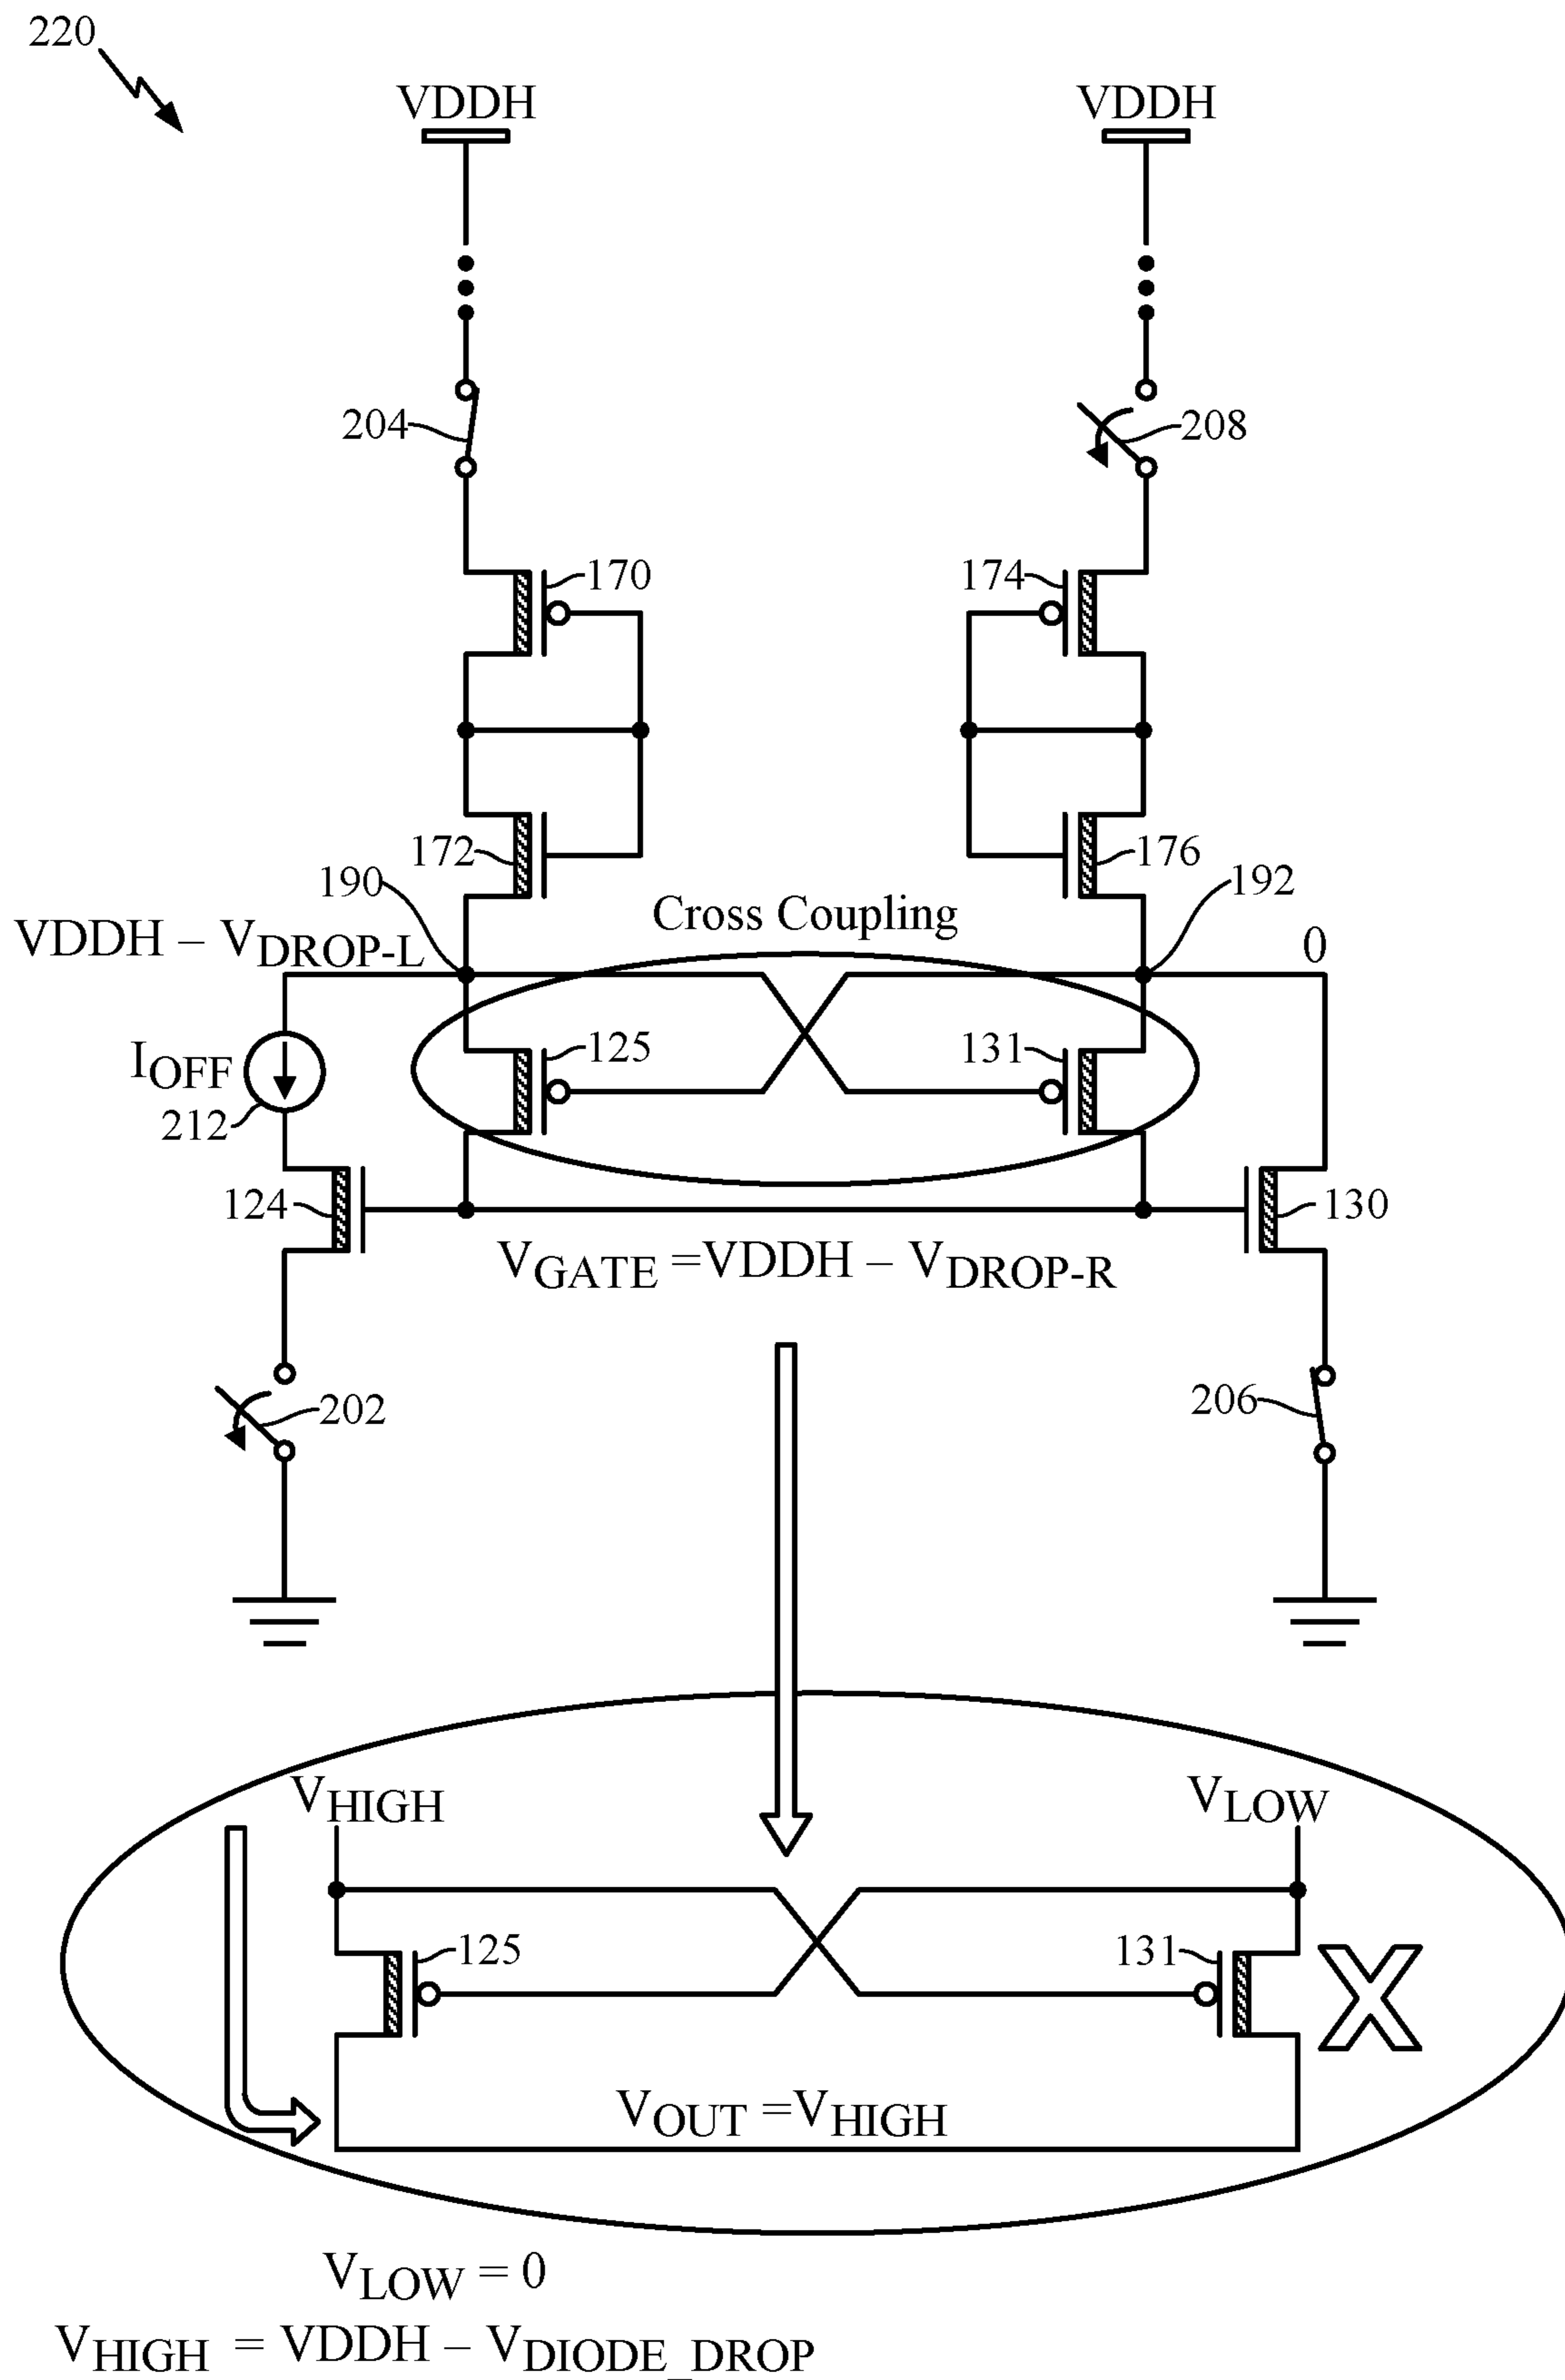 220
VDDH VDDH
204 208
170 174
172 176
190 192
Cross Coupling
VDDH – VDROP-L 0
125 131
IOFF
212
124 130
VGATE =VDDH – VDROP-R
202 206
VHIGH VLOW
125 131
X
VOUT =VHIGH
VLOW = 0
VHIGH = VDDH – VDIODE_DROP